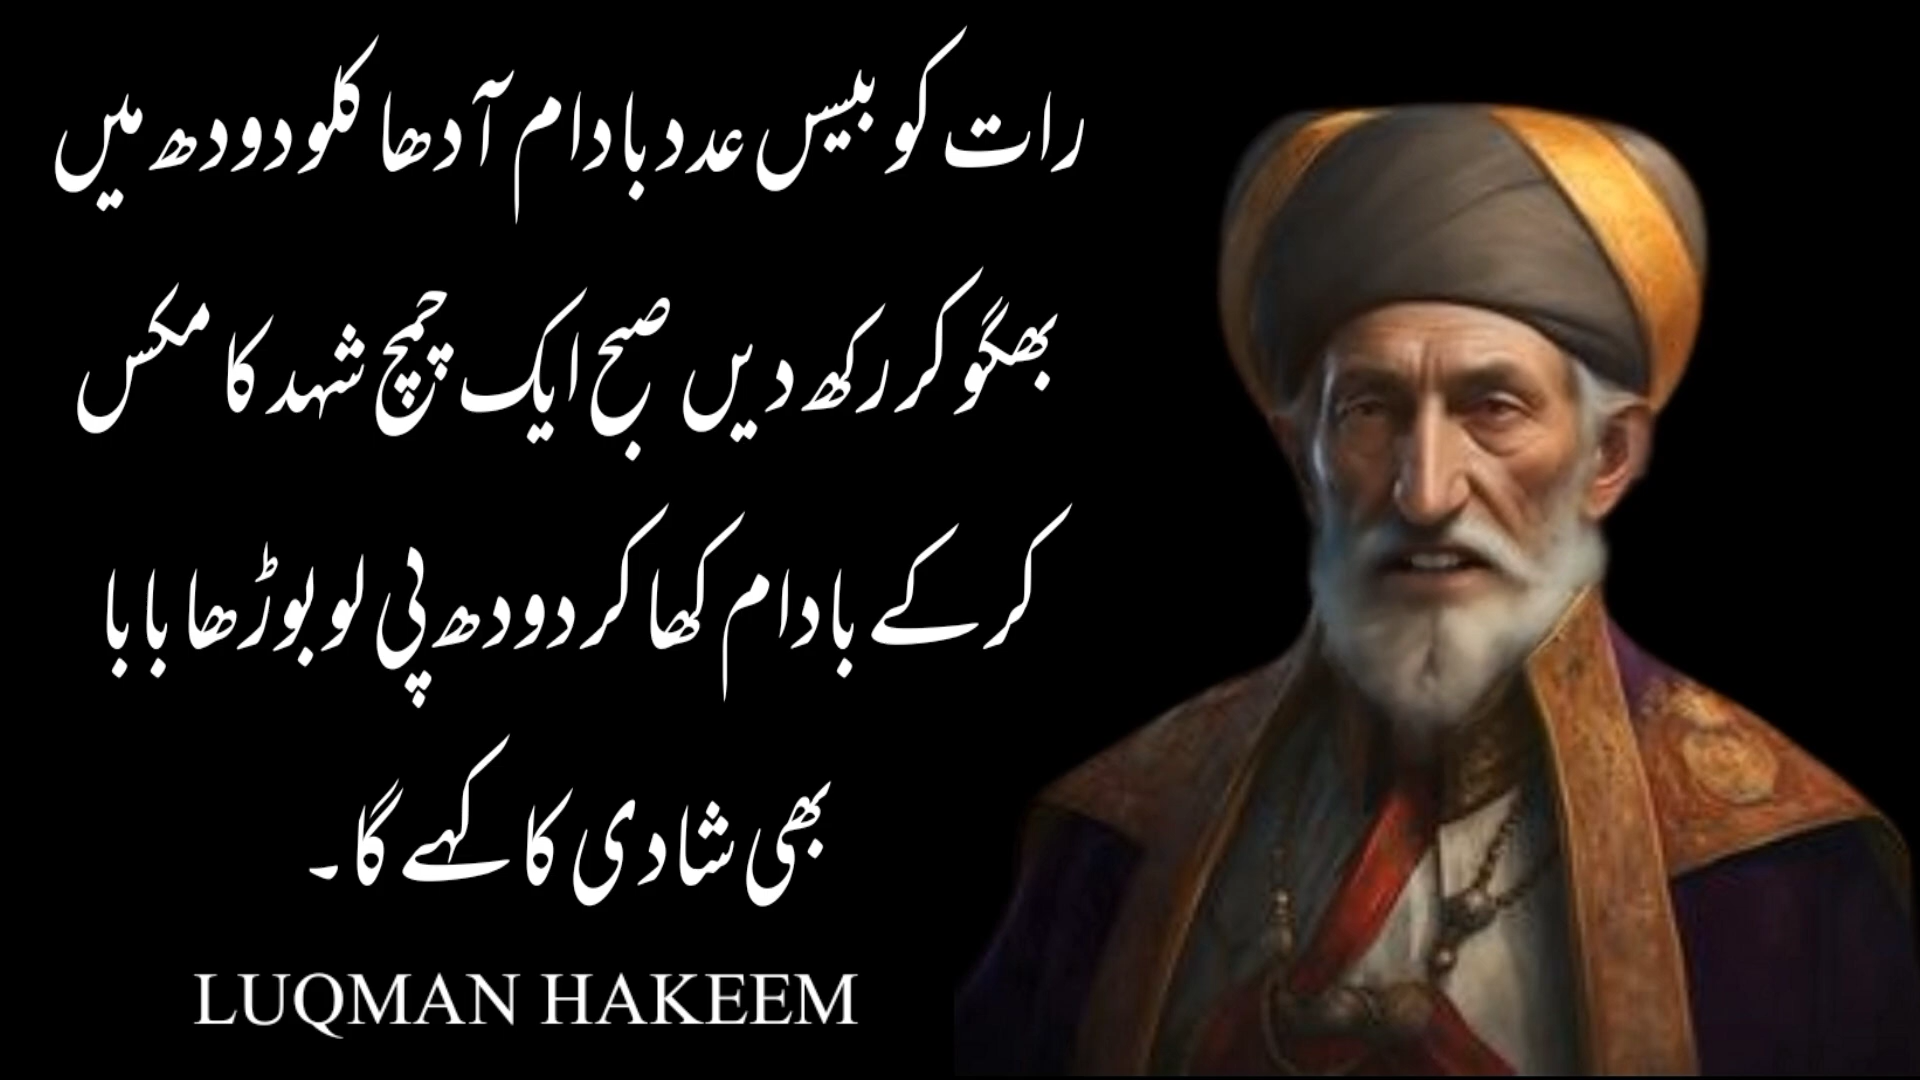 رات کو بیس عدد بادام آدھا کلو دودھ میں
بھگو کر رکھ دیں صبح ایک چمچ شہد کا مکس
کر کے بادام کھا کر دودھ پی لو بوڑھا بابا
بھی شادی کا کہے گا۔
LUQMAN HAKEEM